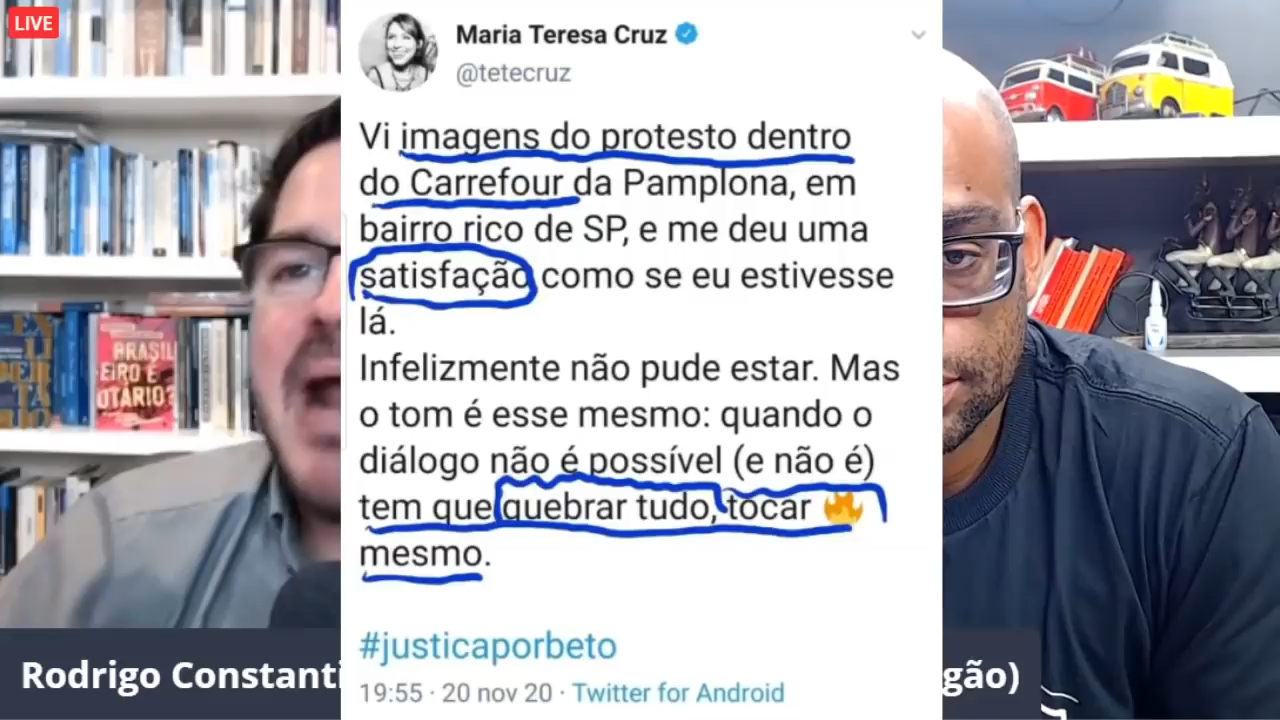 LIVE
Maria Teresa Cruz
@tetecruz
Vi imagens do protesto dentro
do Carrefour da Pamplona, em
bairro rico de SP, e me deu uma
satisfação como se eu estivesse
lá.
Infelizmente não pude estar. Mas
o tom é esse mesmo: quando o
diálogo não é possível (e não é)
tem que quebrar tudo, tocar 🔥
mesmo.
#justicaporbeto
19:55 · 20 nov 20 · Twitter for Android
BRASIL
EIRO É
OTÁRIO?
Rodrigo Constanti
gão)